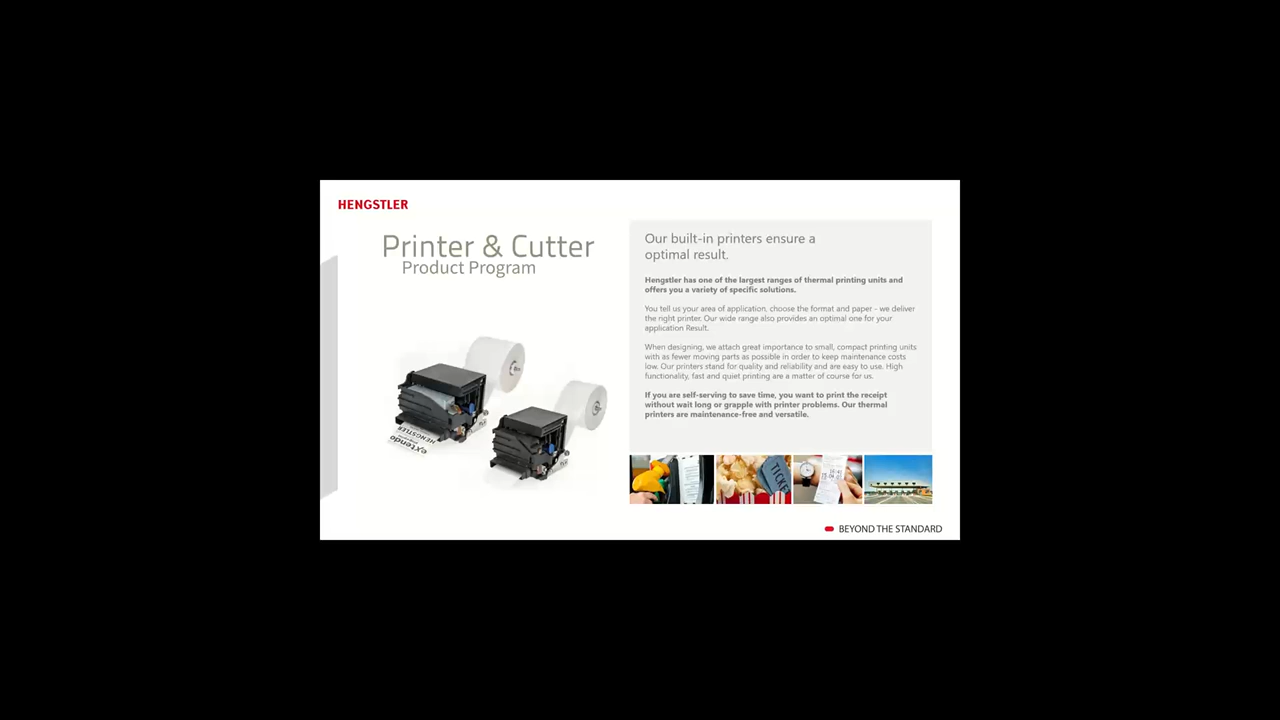 HENGSTLER
Printer & Cutter
Product Program
Our built-in printers ensure a
optimal result.
Hengstler has one of the largest ranges of thermal printing units and
offers you a variety of specific solutions.
You tell us your area of application, choose the format and paper - we deliver
the right printer. Our wide range also provides an optimal one for your
application Result.
When designing, we attach great importance to small, compact printing units
with as fewer moving parts as possible in order to keep maintenance costs
low. Our printers stand for quality and reliability and are easy to use. High
functionality, fast and quiet printing are a matter of course for us.
If you are self-serving to save time, you want to print the receipt
without wait long or grapple with printer problems. Our thermal
printers are maintenance-free and versatile.
HENGSTLER
eXtendo
TICKE
BEYOND THE STANDARD